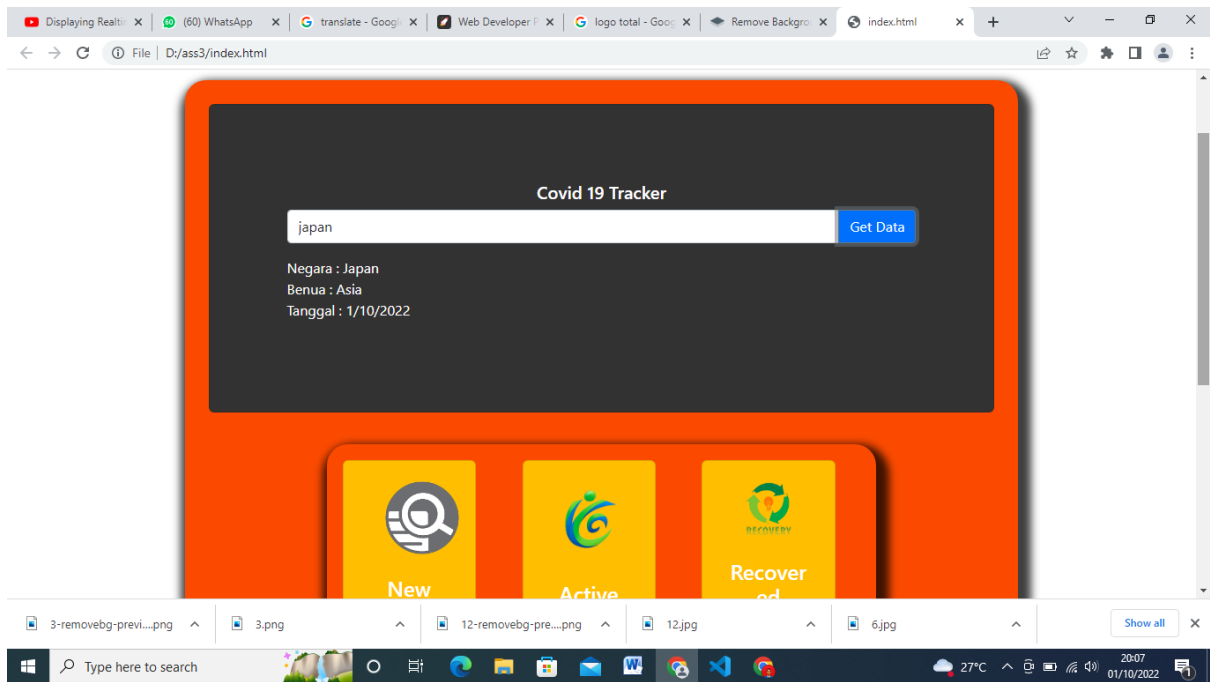 Displaying Realti
(60) WhatsApp
translate - Googl
Web Developer P
logo total - Goog
Remove Backgro
index.html
File | D:/ass3/index.html
Covid 19 Tracker
japan
Get Data
Negara : Japan
Benua : Asia
Tanggal : 1/10/2022
RECOVERY
New
Active
Recover
ed
3-removebg-previ....png
3.png
12-removebg-pre....png
12.jpg
6.jpg
Show all
Type here to search
27°C
20:07
01/10/2022